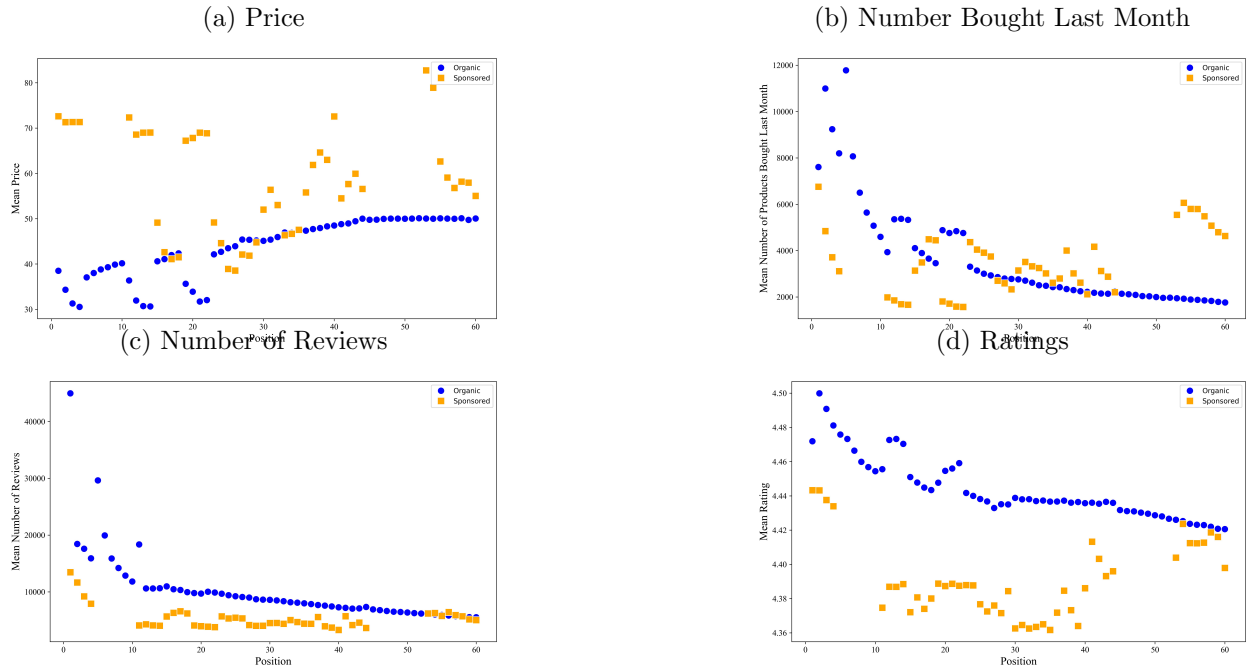 (a) Price
(b) Number Bought Last Month
Organic
Sponsored
80
70
60
50
40
30
Mean Price
0
10
20
30
40
50
60
Position
Organic
Sponsored
12000
10000
8000
6000
4000
2000
Mean Number of Products Bought Last Month
0
10
20
30
40
50
60
Position
(c) Number of Reviews
(d) Ratings
Organic
Sponsored
40000
30000
20000
10000
Mean Number of Reviews
0
10
20
30
40
50
60
Position
Organic
Sponsored
4.50
4.48
4.46
4.44
4.42
4.40
4.38
4.36
Mean Rating
0
10
20
30
40
50
60
Position